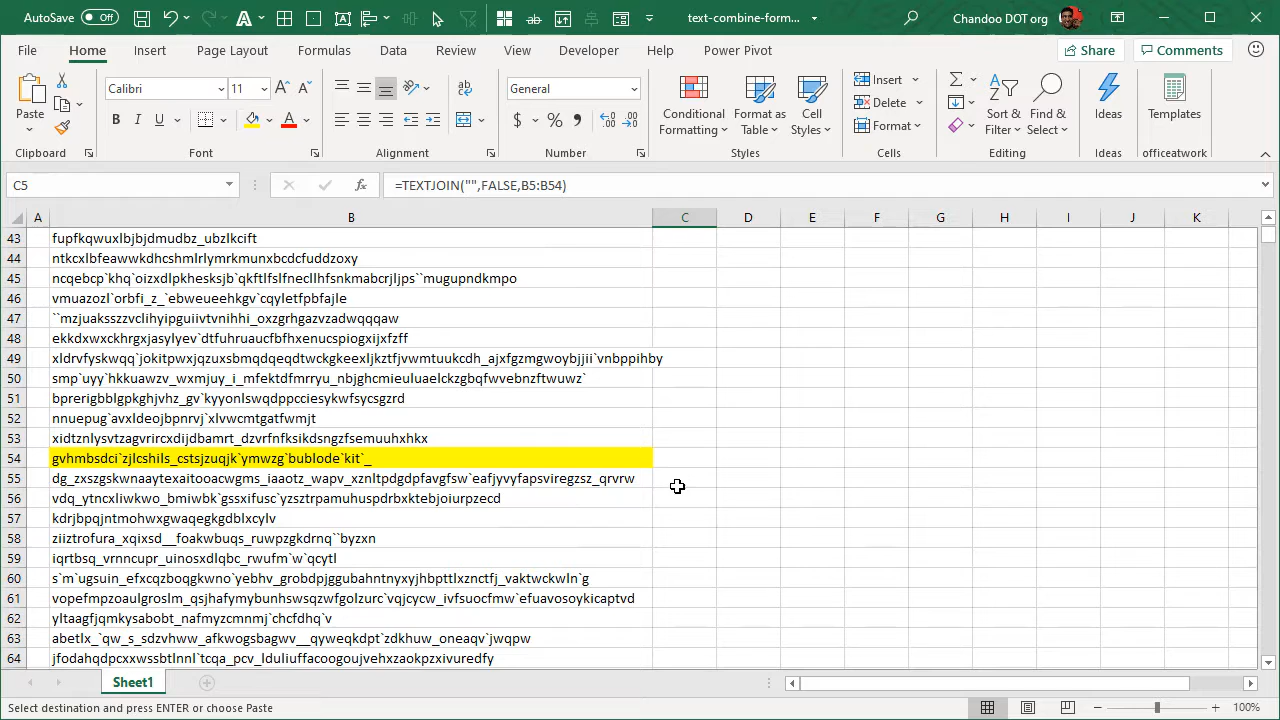 AutoSave Off text-combine-form... Chandoo DOT org
File Home Insert Page Layout Formulas Data Review View Developer Help Power Pivot Share Comments
Paste Calibri 11 General Conditional Formatting Format as Table Cell Styles Insert Delete Format Sort & Filter Find & Select Ideas Templates
Clipboard Font Alignment Number Styles Cells Editing Ideas officeatwork
C5 =TEXTJOIN("",FALSE,B5:B54)
A B C D E F G H I J K
43 fupfkqwuxlbjbjdmudbz_ubzlkcift
44 ntkcxlbfeawwkdhcshmlrlymrkmunxbcdcfuddzoxy
45 ncqebcp`khq`oizxdlpkhesksjb`qkftlfslfnecllhfsnkmabcrjljps``mugupndkmpo
46 vmuazozl`orbfi_z_`ebweueehkgv`cqyletfpbfajle
47 ``mzjuaksszzvclihyipguiivtvnihhi_oxzgrhgazvzadwqqqaw
48 ekkdxwxckhrgxjasylyev`dtfuhruaucfbfhxenucspiogxijxfzff
49 xldrvfyskwqq`jokitpwxjqzuxsbmqdqeqdtwckgkeexljkztfjvwmtuukcdh_ajxfgzmgwoybjjii`vnbppihby
50 smp`uyy`hkkuawzv_wxmjuy_i_mfektdfmrryu_nbjghcmieuluaelckzgbqfwvebnzftwuwz`
51 bprerigbblgpkghjvhz_gv`kyyonlswqdppcciesykwfsycsgzrd
52 nnuepug`avxldeojbpnrvj`xlvwcmtgatfwmjt
53 xidtznlysvtzagvrircxdijdbamrt_dzvrfnfksikdsngzfsemuuhxhkx
54 gvhmbsdci`zjlcshils_cstsjzuqjk`ymwzg`bublode`kit`_
55 dg_zxszgskwnaaytexaitooacwgms_iaaotz_wapv_xznltpdgdpfavgfsw`eafjyvyfapsviregzsz_qrvrw
56 vdq_ytncxliwkwo_bmiwbk`gssxifusc`yzsztrpamuhuspdrbxktebjoiurpzecd
57 kdrjbpqjntmohwxgwaqegkgdblxcylv
58 ziiztrofura_xqixsd__foakwbuqs_ruwpzgkdrnq``byzxn
59 iqrtbsq_vrnncupr_uinosxdlqbc_rwufm`w`qcytl
60 s`m`ugsuin_efxcqzboqgkwno`yebhv_grobdpjggubahntnyxyjhbpttlxznctfj_vaktwckwln`g
61 vopefmpzoaulgroslm_qsjhafymybunhswsqzwfgolzurc`vqjcycw_ivfsuocfmw`efuavosoykicaptvd
62 yltaagfjqmkysabobt_nafmyzcmnmj`chcfdhq`v
63 abetlx_`qw_s_sdzvhww_afkwogsbagwv__qyweqkdpt`zdkhuw_oneaqv`jwqpw
64 jfodahqdpcxxwssbtlnnl`tcqa_pcv_lduliuffacoogoujvehxzaokpzxivuredfy
Sheet1
Select destination and press ENTER or choose Paste 100%